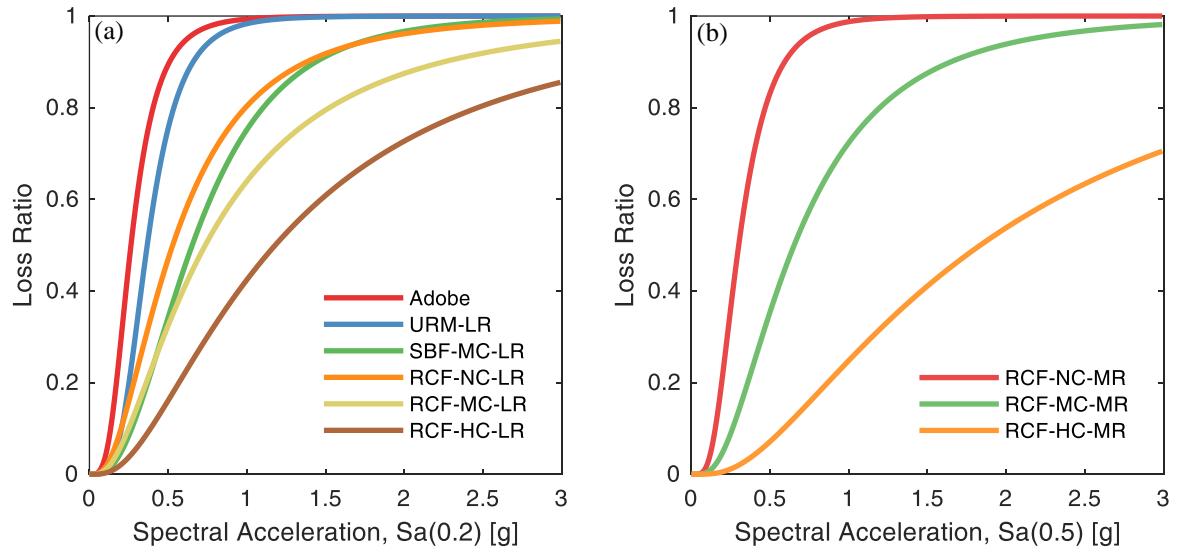 (a)
Loss Ratio
1
0.8
0.6
0.4
0.2
0
Adobe
URM-LR
SBF-MC-LR
RCF-NC-LR
RCF-MC-LR
RCF-HC-LR
0 0.5 1 1.5 2 2.5 3
Spectral Acceleration, Sa(0.2) [g]
(b)
Loss Ratio
1
0.8
0.6
0.4
0.2
0
RCF-NC-MR
RCF-MC-MR
RCF-HC-MR
0 0.5 1 1.5 2 2.5 3
Spectral Acceleration, Sa(0.5) [g]